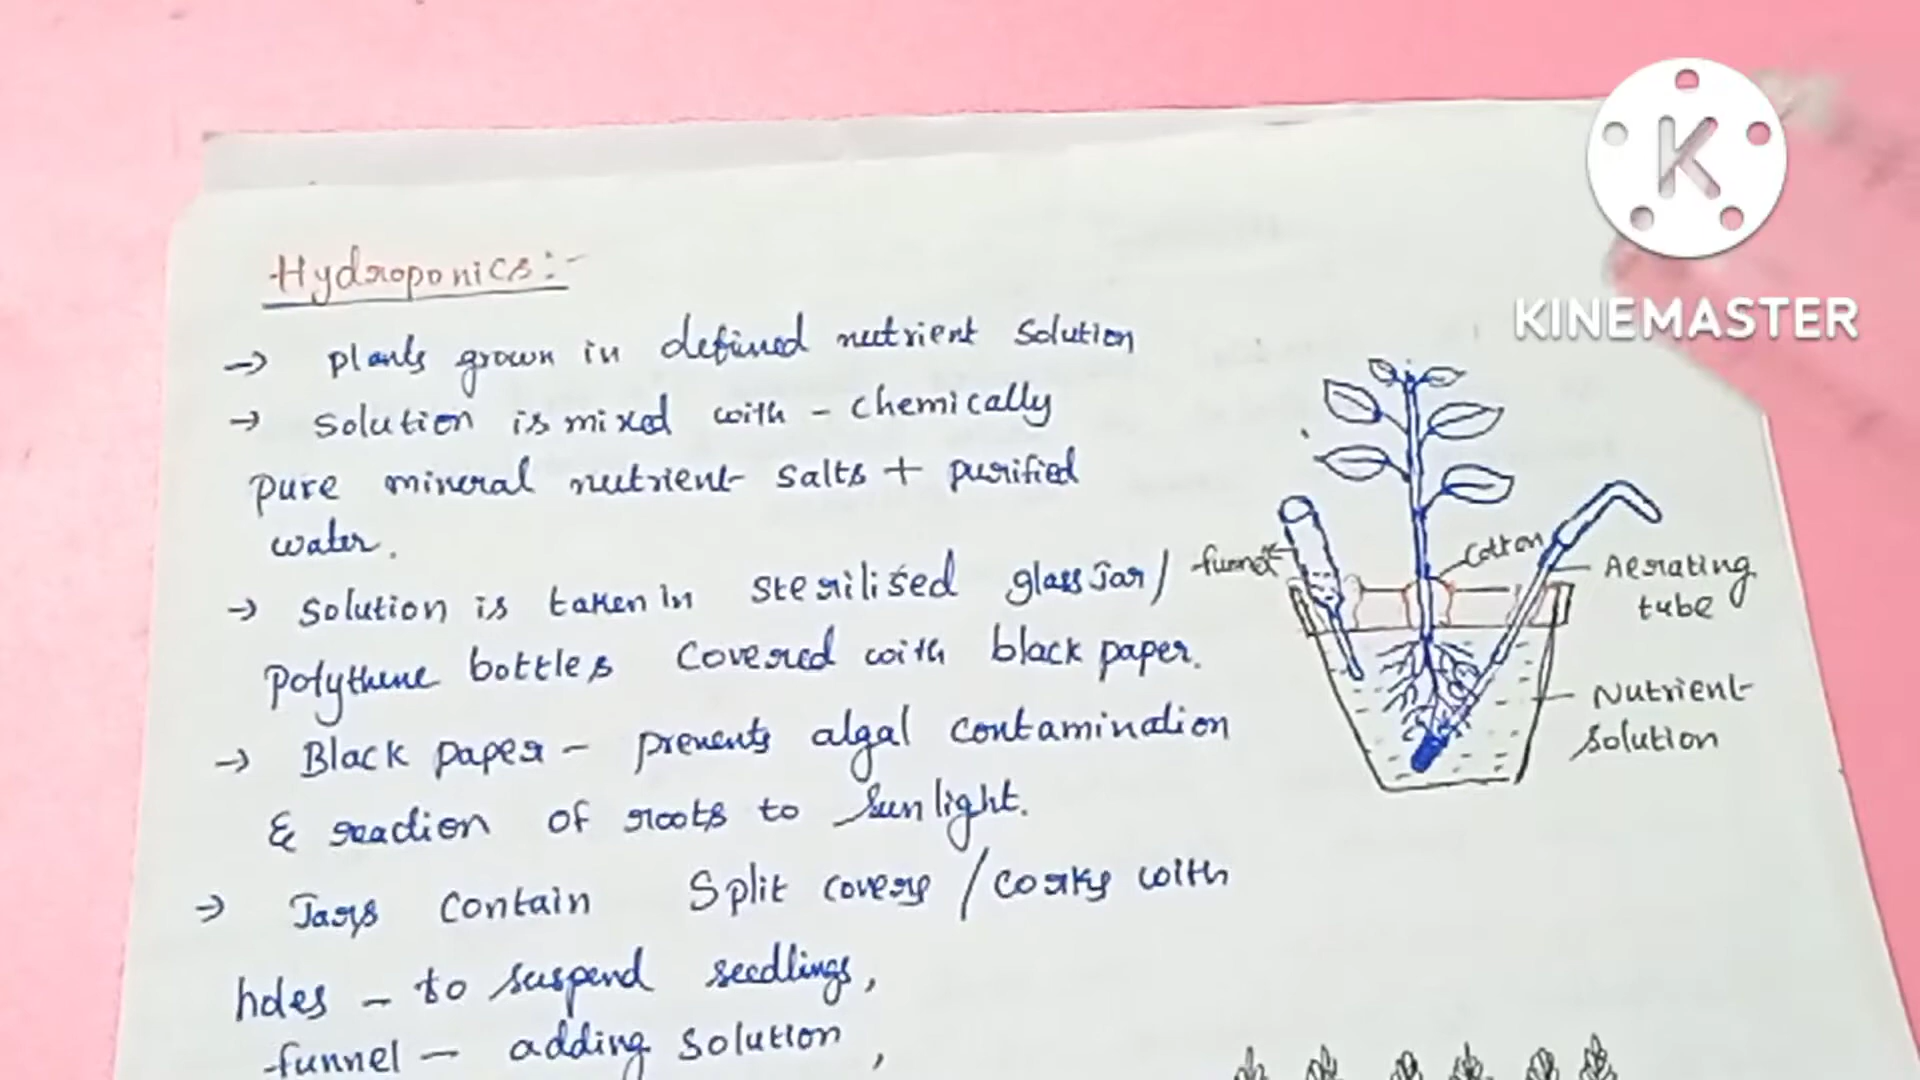 KINEMASTER
Hydroponics:-
→ plants grown in defined nutrient solution
→ solution is mixed with - chemically
pure mineral nutrient salts + purified
water.
→ solution is taken in sterilised glass Jar/
polythene bottles covered with black paper.
→ Black paper - prevents algal contamination
& reaction of roots to sunlight.
→ Jars contain split covers / corks with
holes - to suspend seedlings,
funnel - adding solution,
funnel
cotton
Aerating
tube
Nutrient
solution